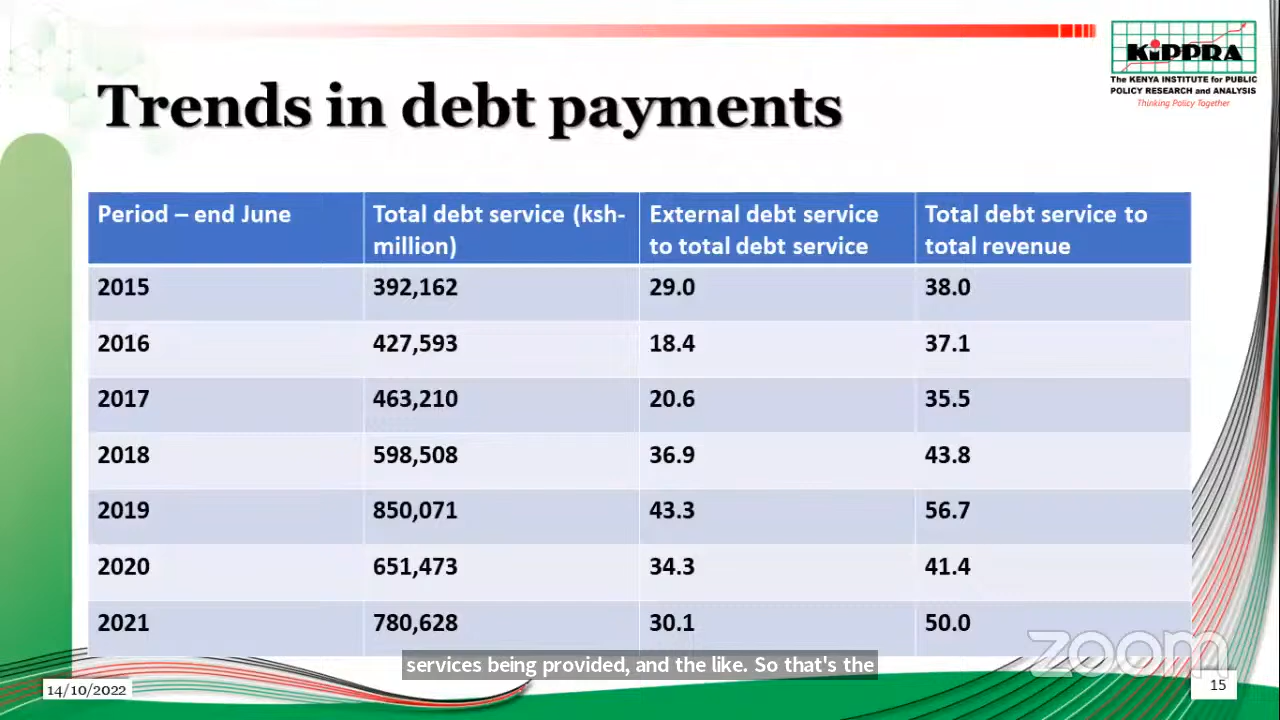 KIPPRA
The KENYA INSTITUTE for PUBLIC
POLICY RESEARCH and ANALYSIS
Thinking Policy Together
Trends in debt payments
Period – end June
Total debt service (ksh-
million)
External debt service
to total debt service
Total debt service to
total revenue
2015 392,162 29.0 38.0
2016 427,593 18.4 37.1
2017 463,210 20.6 35.5
2018 598,508 36.9 43.8
2019 850,071 43.3 56.7
2020 651,473 34.3 41.4
2021 780,628 30.1 50.0
zoom
services being provided, and the like. So that's the
14/10/2022
15